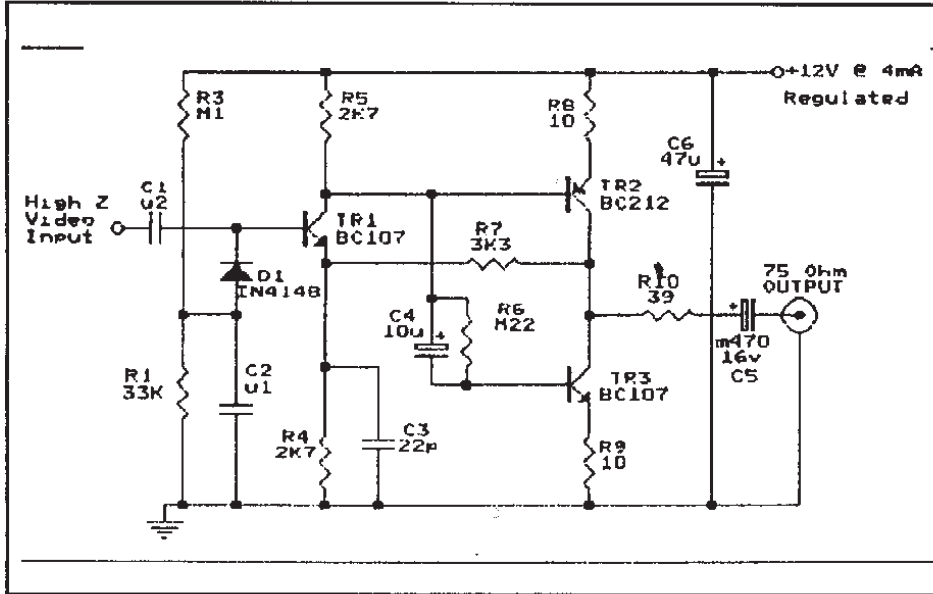 +12V @ 4mA
Regulated
R3
M1
R5
2K7
R8
10
C6
47u
+
High Z
Video
Input
C1
u2
TR1
BC107
TR2
BC212
R7
3K3
D1
IN4148
R10
39
75 Ohm
OUTPUT
+
m470
16v
C5
C4
10u
+
R6
M22
R1
33K
C2
u1
TR3
BC107
R4
2K7
C3
22p
R9
10